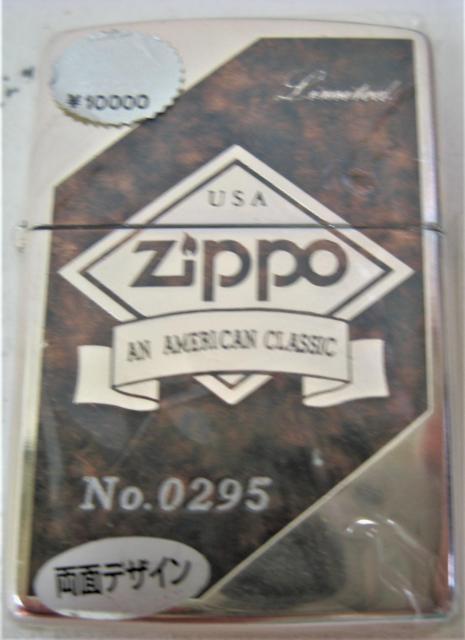 ¥10000
Limited
USA
Zippo
AN AMERICAN CLASSIC
No.0295
両面デザイン